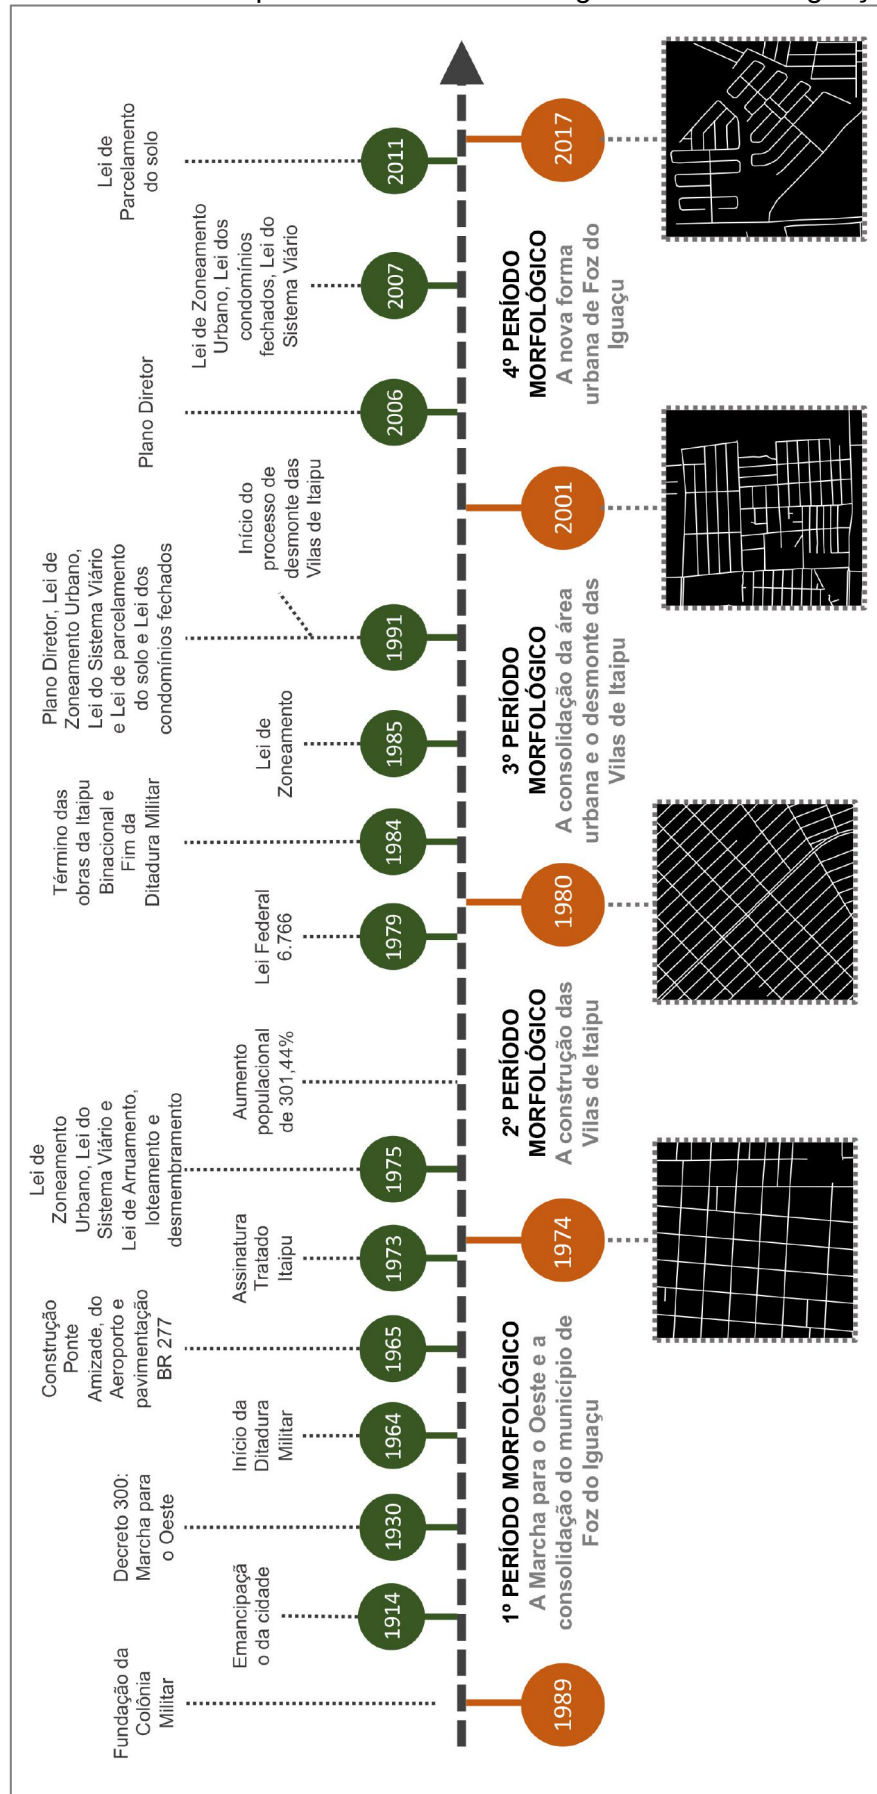 Fundação da
Colônia
Militar
Emancipaçã
o da cidade
Decreto 300:
Marcha para
o Oeste
Início da
Ditadura
Militar
Construção
Ponte
Amizade, do
Aeroporto e
pavimentação
BR 277
Assinatura
Tratado
Itaipu
Lei de
Zoneamento
Urbano, Lei do
Sistema Viário e
Lei de Arruamento,
loteamento e
desmembramento
Aumento
populacional
de 301,44%
Lei Federal
6.766
Término das
obras da Itaipu
Binacional e
Fim da
Ditadura Militar
Lei de
Zoneamento
Plano Diretor, Lei de
Zoneamento Urbano,
Lei do Sistema Viário
e Lei de parcelamento
do solo e Lei dos
condomínios fechados
Início do
processo de
desmonte das
Vilas de Itaipu
Plano Diretor
Lei de Zoneamento
Urbano, Lei dos
condomínios
fechados, Lei do
Sistema Viário
Lei de
Parcelamento
do solo
1914
1930
1964
1965
1973
1975
1979
1984
1985
1991
2006
2007
2011
1989
1º PERÍODO MORFOLÓGICO
A Marcha para o Oeste e a
consolidação do município de
Foz do Iguaçu
1974
2º PERÍODO
MORFOLÓGICO
A construção das
Vilas de Itaipu
1980
3º PERÍODO
MORFOLÓGICO
A consolidação da área
urbana e o desmonte das
Vilas de Itaipu
2001
4º PERÍODO
MORFOLÓGICO
A nova forma
urbana de Foz do
Iguaçu
2017